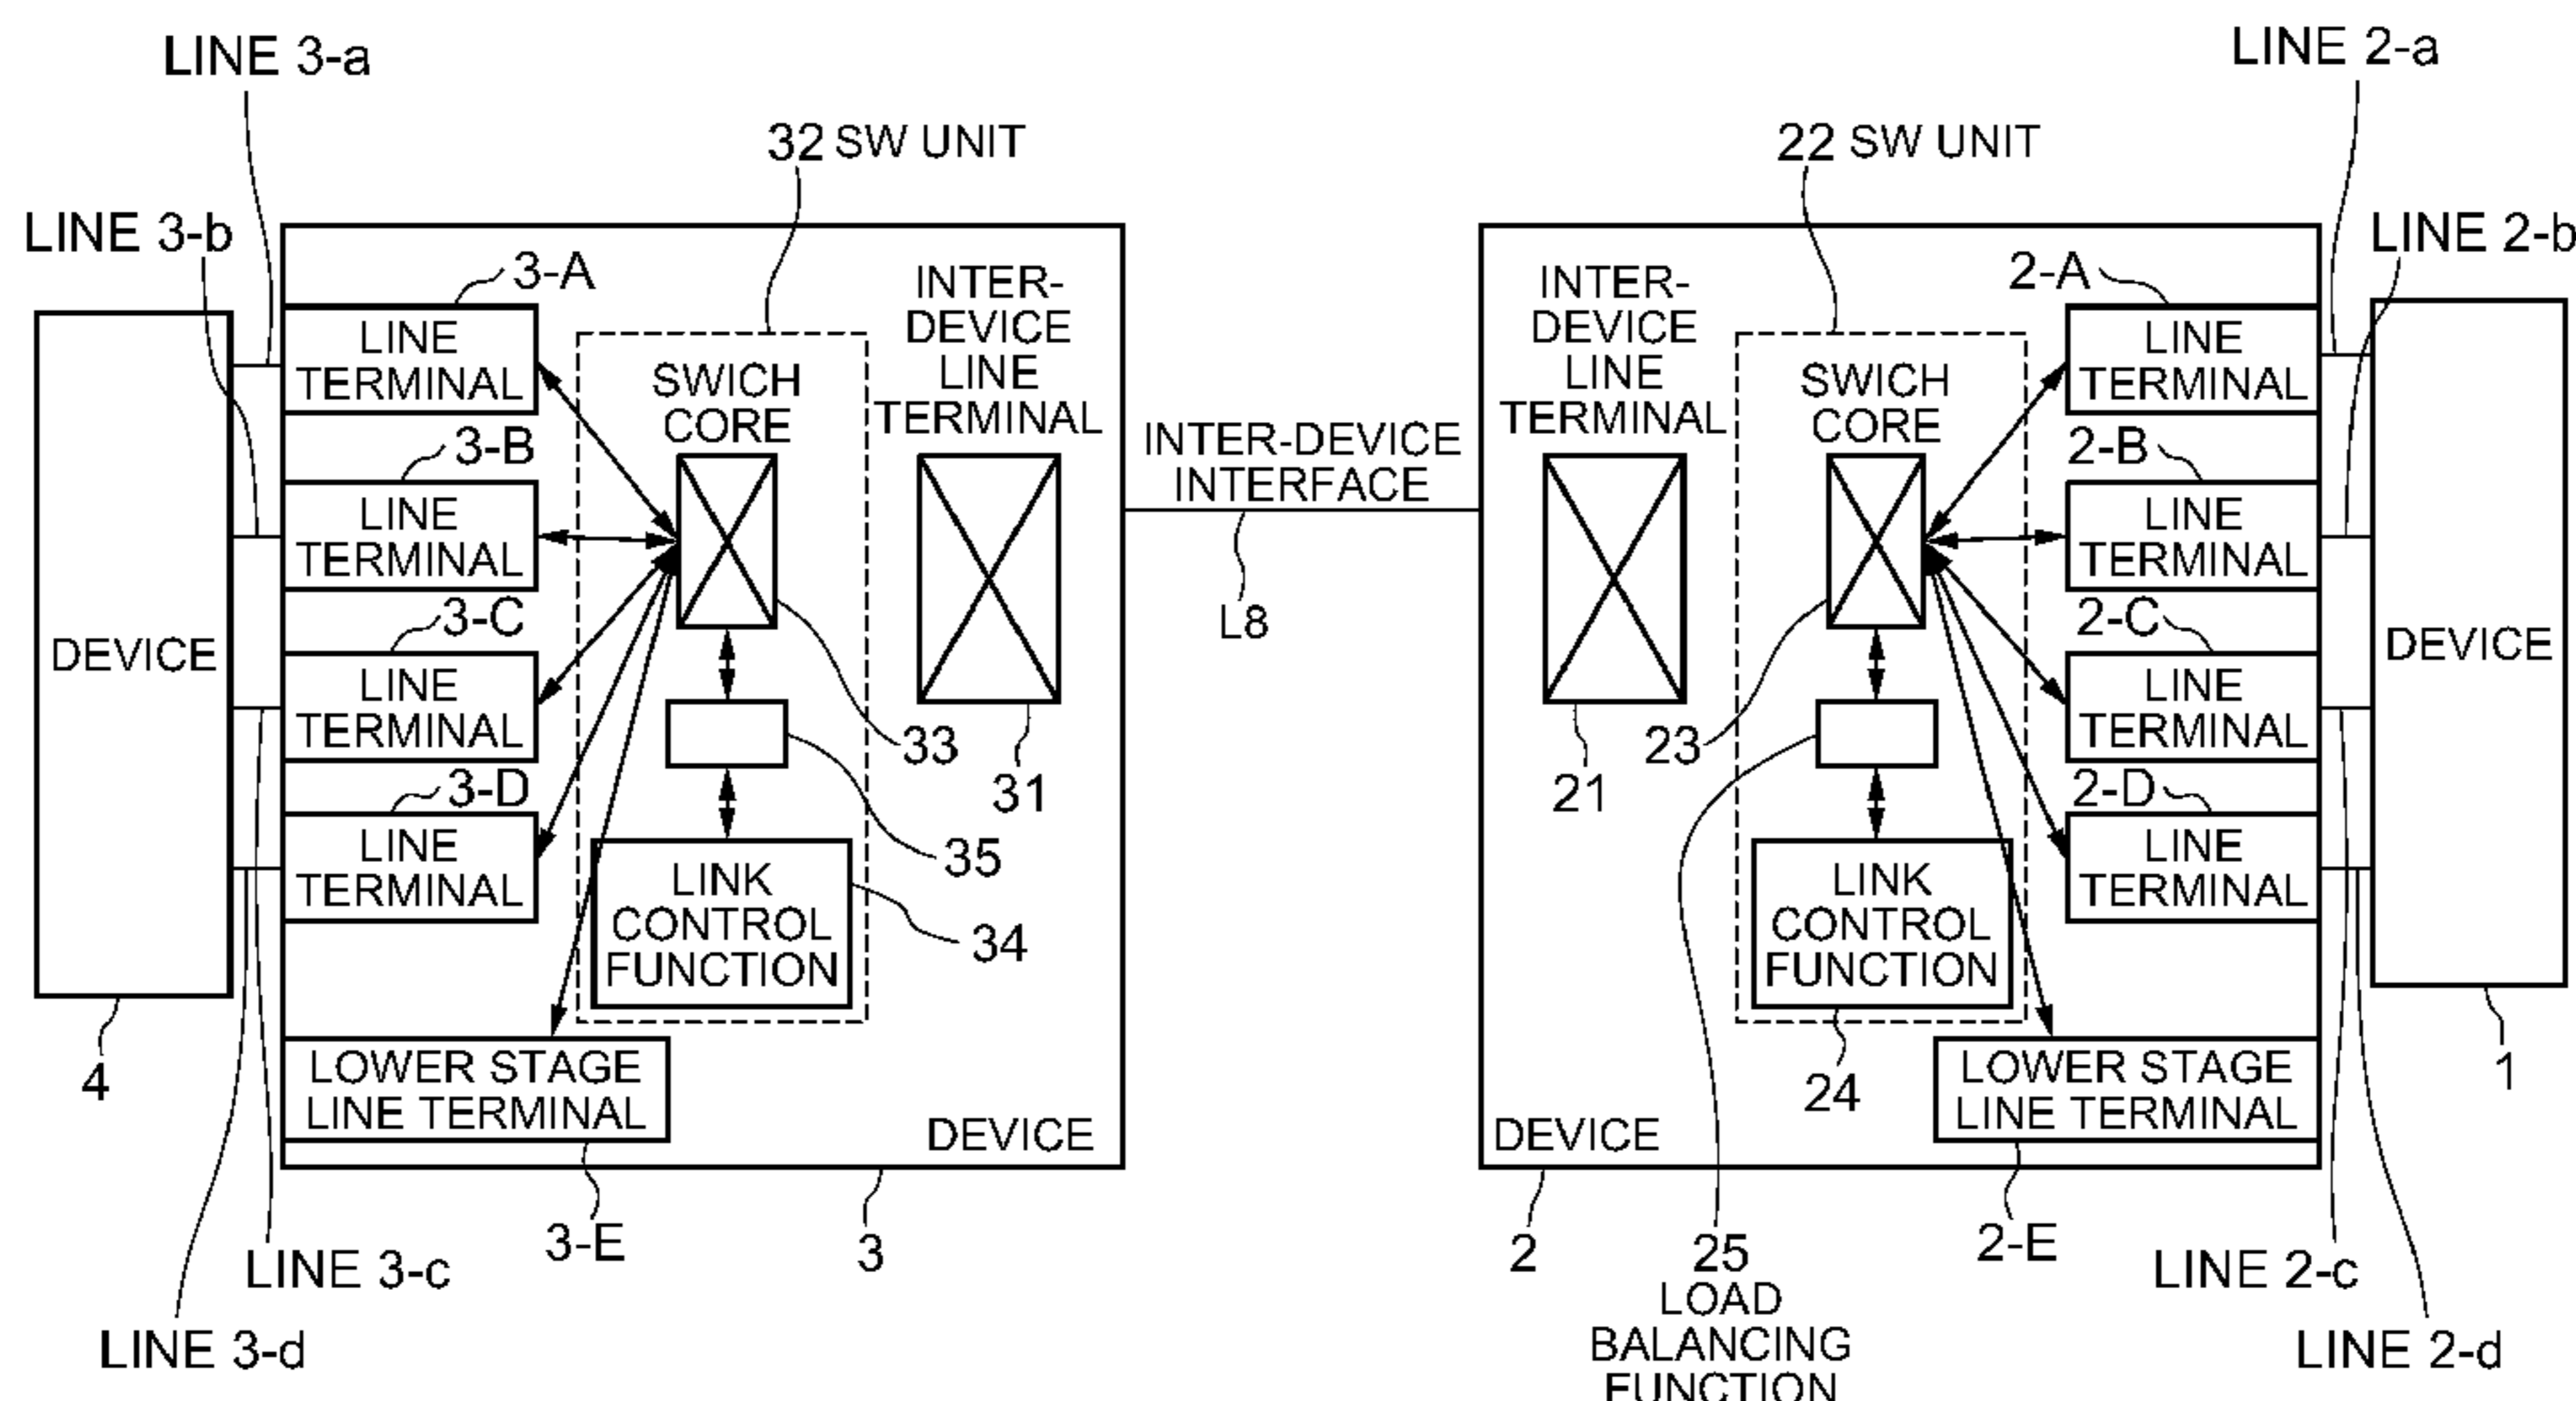 LINE 3-a
LINE 2-a
32 SW UNIT
22 SW UNIT
LINE 3-b
LINE 2-b
3-A
LINE
TERMINAL
3-B
LINE
TERMINAL
3-C
LINE
TERMINAL
3-D
LINE
TERMINAL
SWICH
CORE
INTER-
DEVICE
LINE
TERMINAL
INTER-DEVICE
INTERFACE
L8
INTER-
DEVICE
LINE
TERMINAL
SWICH
CORE
2-A
LINE
TERMINAL
2-B
LINE
TERMINAL
2-C
LINE
TERMINAL
2-D
LINE
TERMINAL
DEVICE
DEVICE
33
31
21
23
35
LINK
CONTROL
FUNCTION
34
LINK
CONTROL
FUNCTION
24
4
1
LOWER STAGE
LINE TERMINAL
DEVICE
DEVICE
LOWER STAGE
LINE TERMINAL
3-E
3
2
25
LOAD
BALANCING
FUNCTION
2-E
LINE 3-c
LINE 2-c
LINE 3-d
LINE 2-d